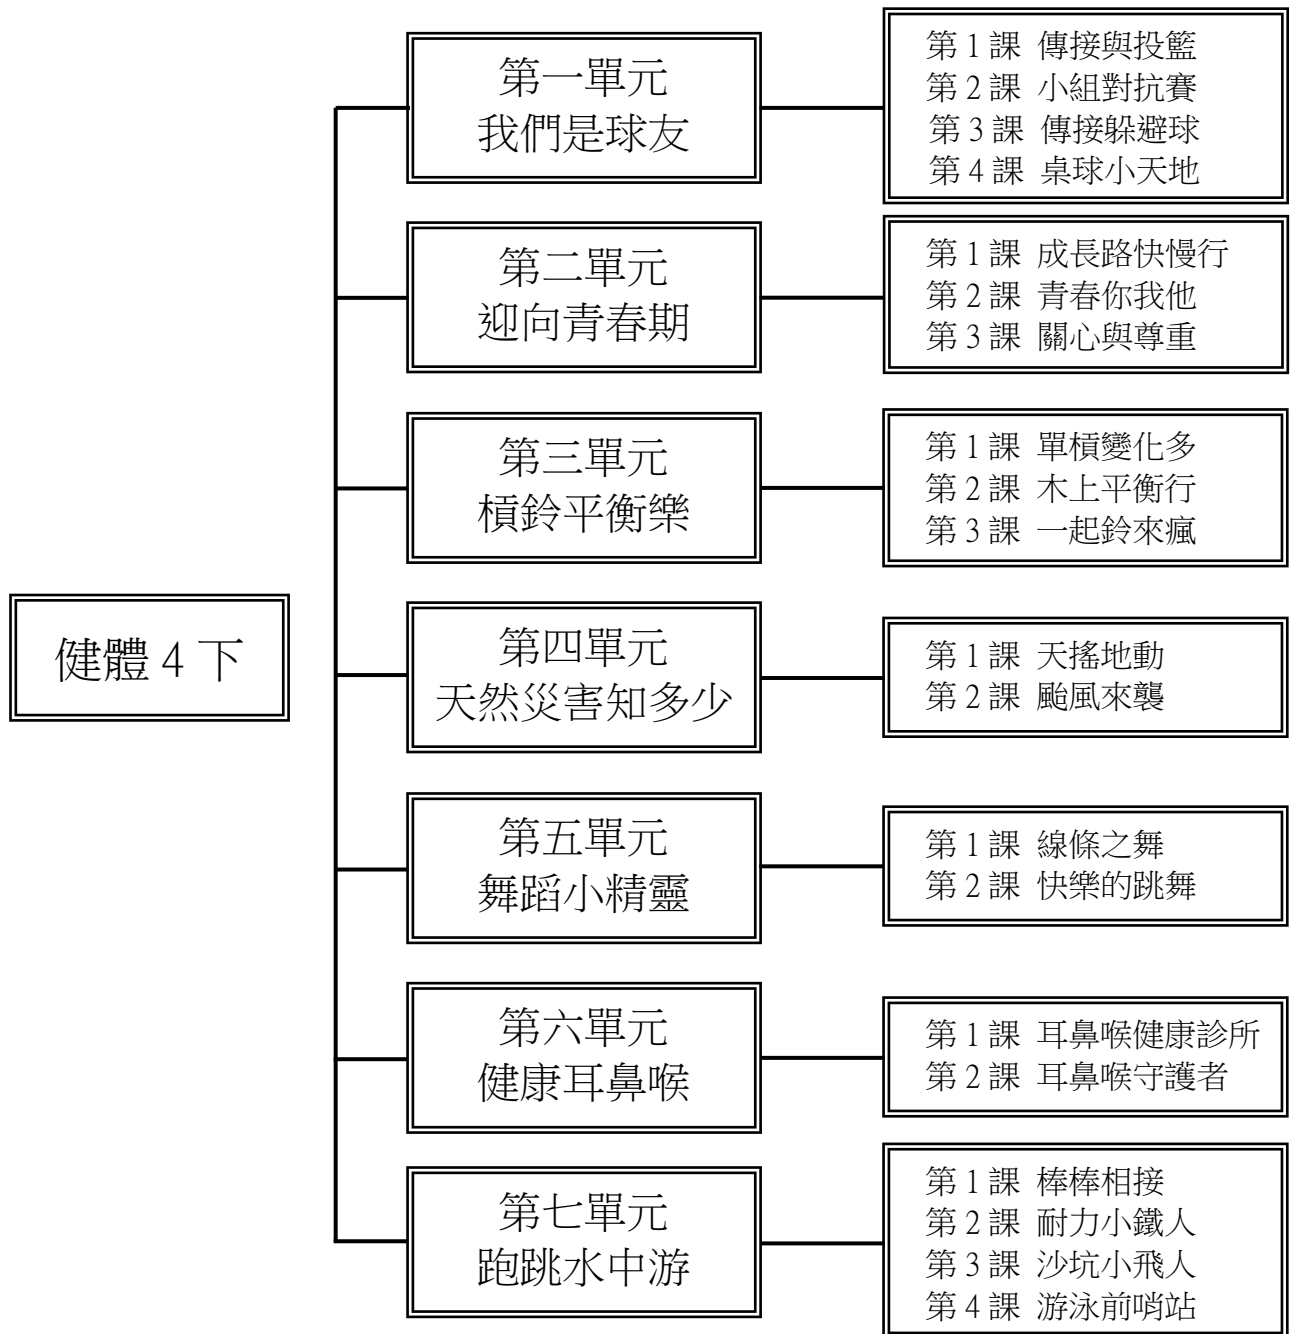 健體 4 下
第一單元
我們是球友
第 1 課 傳接與投籃
第 2 課 小組對抗賽
第 3 課 傳接躲避球
第 4 課 桌球小天地
第二單元
迎向青春期
第 1 課 成長路快慢行
第 2 課 青春你我他
第 3 課 關心與尊重
第三單元
槓鈴平衡樂
第 1 課 單槓變化多
第 2 課 木上平衡行
第 3 課 一起鈴來瘋
第四單元
天然災害知多少
第 1 課 天搖地動
第 2 課 颱風來襲
第五單元
舞蹈小精靈
第 1 課 線條之舞
第 2 課 快樂的跳舞
第六單元
健康耳鼻喉
第 1 課 耳鼻喉健康診所
第 2 課 耳鼻喉守護者
第七單元
跑跳水中游
第 1 課 棒棒相接
第 2 課 耐力小鐵人
第 3 課 沙坑小飛人
第 4 課 游泳前哨站